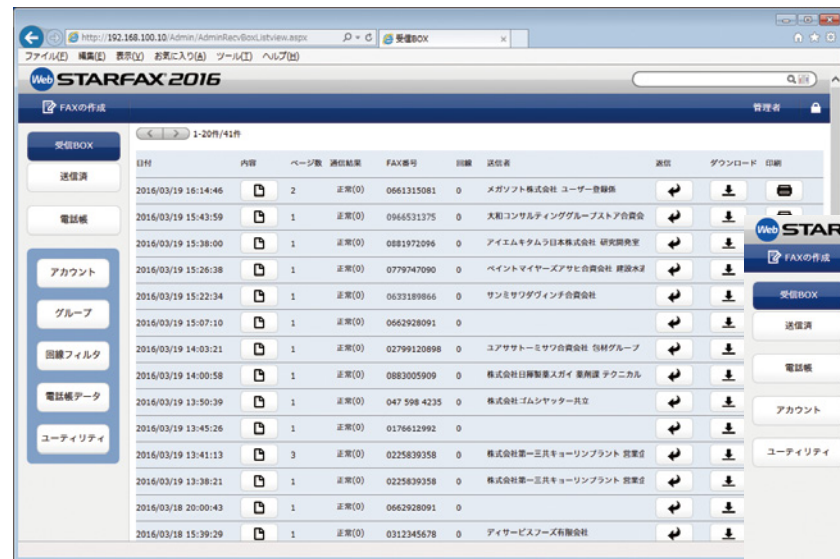 http://192.168.100.10/Admin/AdminRecvBoxListview.aspx
受信BOX
ファイル(F) 編集(E) 表示(V) お気に入り(A) ツール(T) ヘルプ(H)
Web STARFAX 2016
FAXの作成 管理者
受信BOX
送信済
電話帳
アカウント
グループ
回線フィルタ
電話帳データ
ユーティリティ
1-20件/41件
日付 内容 ページ数 通信結果 FAX番号 回線 送信者 返信 ダウンロード 印刷
2016/03/19 16:14:46 2 正常(0) 0661315081 0 メガソフト株式会社 ユーザー登録係
2016/03/19 15:43:59 1 正常(0) 0966531375 0 大和コンサルティンググループストア合資会
2016/03/19 15:38:00 1 正常(0) 0881972096 0 アイエムキタムラ日本株式会社 研究開発室
2016/03/19 15:26:38 1 正常(0) 0779747090 0 ペイントマイヤーズアサヒ合資会社 建設水道
2016/03/19 15:22:34 1 正常(0) 0633189866 0 サンミサワダヴィンチ合資会社
2016/03/19 15:07:10 1 正常(0) 0662928091 0
2016/03/19 14:03:21 1 正常(0) 02799120898 0 ユアササトーミサワ合資会社 包材グループ
2016/03/19 14:00:58 1 正常(0) 0883005909 0 株式会社日輝製薬スガイ 薬剤課 テクニカル
2016/03/19 13:50:39 1 正常(0) 047 598 4235 0 株式会社ゴムシヤッター共立
2016/03/19 13:45:26 1 正常(0) 0176612992 0
2016/03/19 13:41:13 3 正常(0) 0225839358 0 株式会社第一三共キョーリンプラント 営業企
2016/03/19 13:38:21 1 正常(0) 0225839358 0 株式会社第一三共キョーリンプラント 営業企
2016/03/18 20:00:43 1 正常(0) 0662928091 0
2016/03/18 15:39:29 1 正常(0) 0312345678 0 ディサービスフーズ有限会社
Web STAR
FAXの作成
受信BOX
送信済
電話帳
アカウント
ユーティリティ